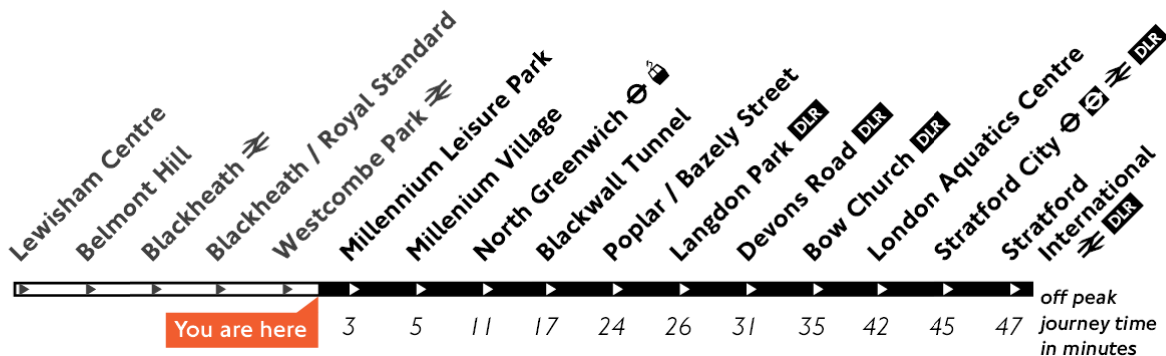 Lewisham Centre
Belmont Hill
Blackheath
Blackheath / Royal Standard
Westcombe Park
Millennium Leisure Park
Millenium Village
North Greenwich
Blackwall Tunnel
Poplar / Bazely Street
Langdon Park DLR
Devons Road DLR
Bow Church DLR
London Aquatics Centre
Stratford City DLR
Stratford
International
DLR
You are here
3 5 11 17 24 26 31 35 42 45 47
off peak
journey time
in minutes